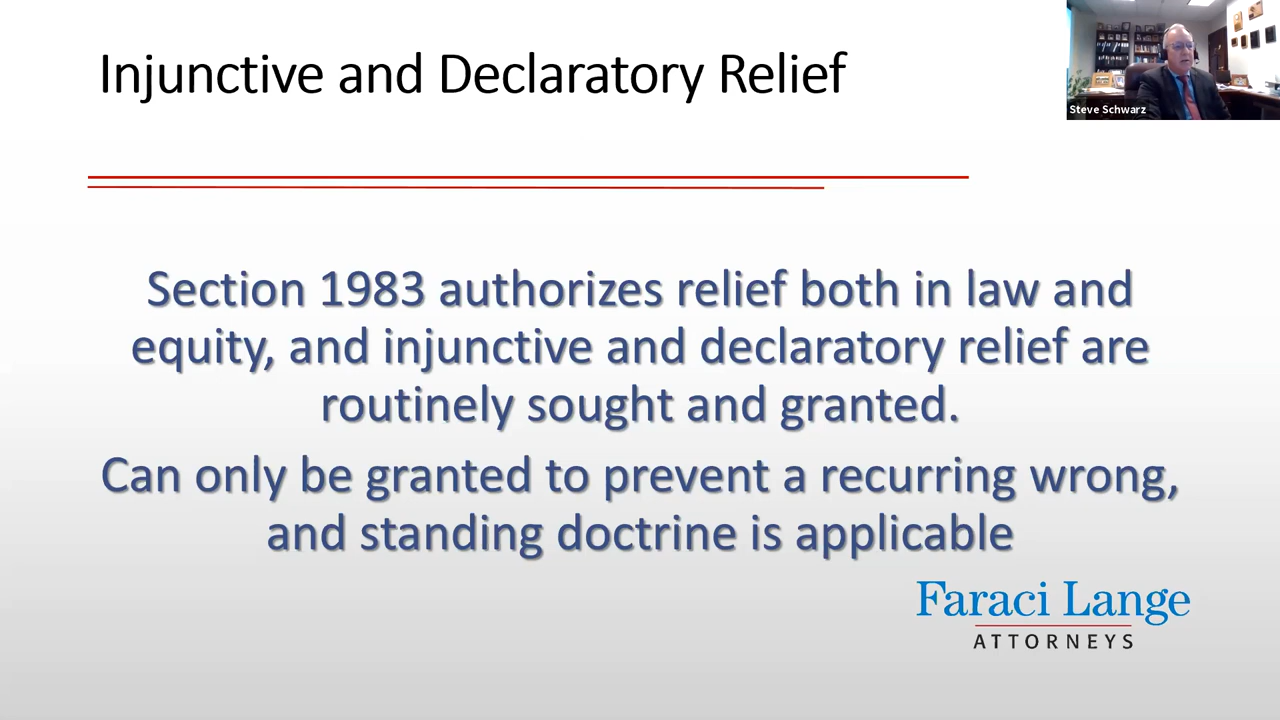 Injunctive and Declaratory Relief
Steve Schwarz
Section 1983 authorizes relief both in law and
equity, and injunctive and declaratory relief are
routinely sought and granted.
Can only be granted to prevent a recurring wrong,
and standing doctrine is applicable
Faraci Lange
ATTORNEYS